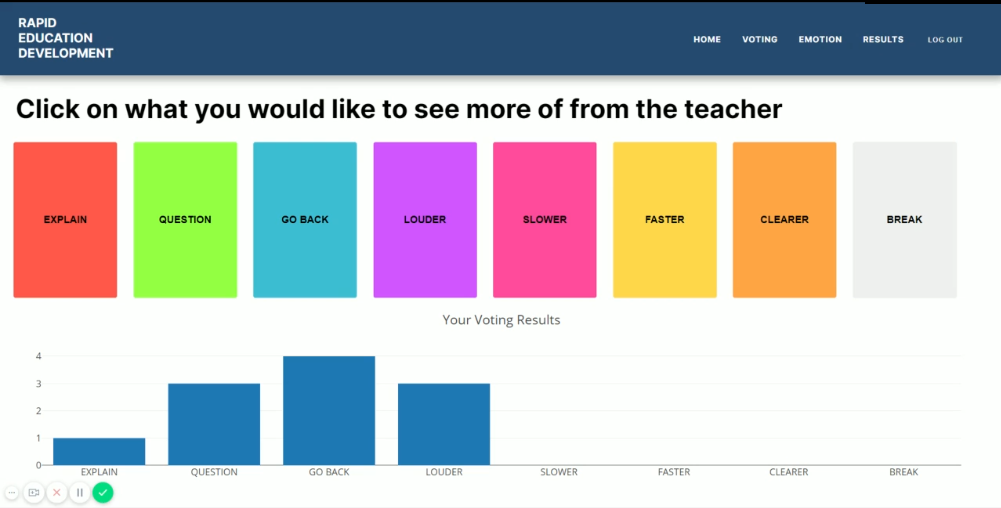 RAPID
EDUCATION
DEVELOPMENT
HOME VOTING EMOTION RESULTS LOG OUT
Click on what you would like to see more of from the teacher
EXPLAIN QUESTION GO BACK LOUDER SLOWER FASTER CLEARER BREAK
Your Voting Results
4
3
2
1
0
EXPLAIN QUESTION GO BACK LOUDER SLOWER FASTER CLEARER BREAK